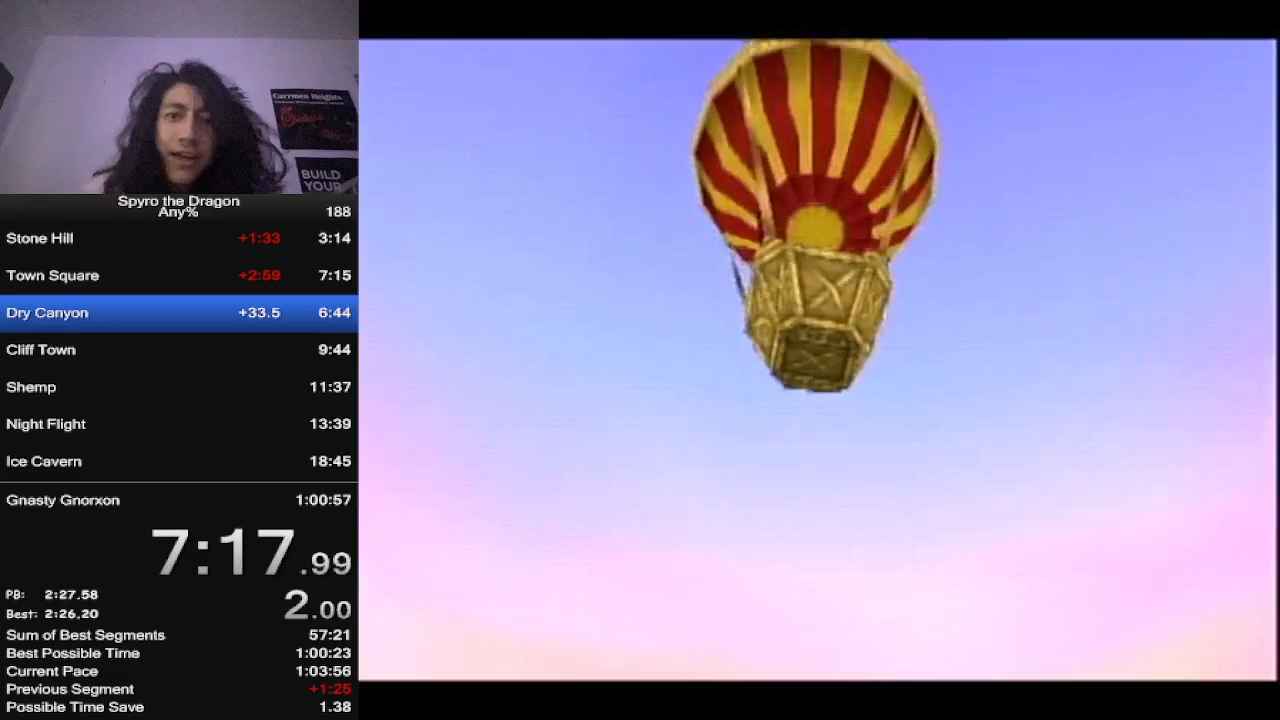 Carrmen Heights
BUILD
YOUR
Spyro the Dragon
Any% 188
Stone Hill +1:33 3:14
Town Square +2:59 7:15
Dry Canyon +33.5 6:44
Cliff Town 9:44
Shemp 11:37
Night Flight 13:39
Ice Cavern 18:45
Gnasty Gnorxon 1:00:57
7:17.99
PB: 2:27.58
Best: 2:26.20
2.00
Sum of Best Segments 57:21
Best Possible Time 1:00:23
Current Pace 1:03:56
Previous Segment +1:25
Possible Time Save 1.38